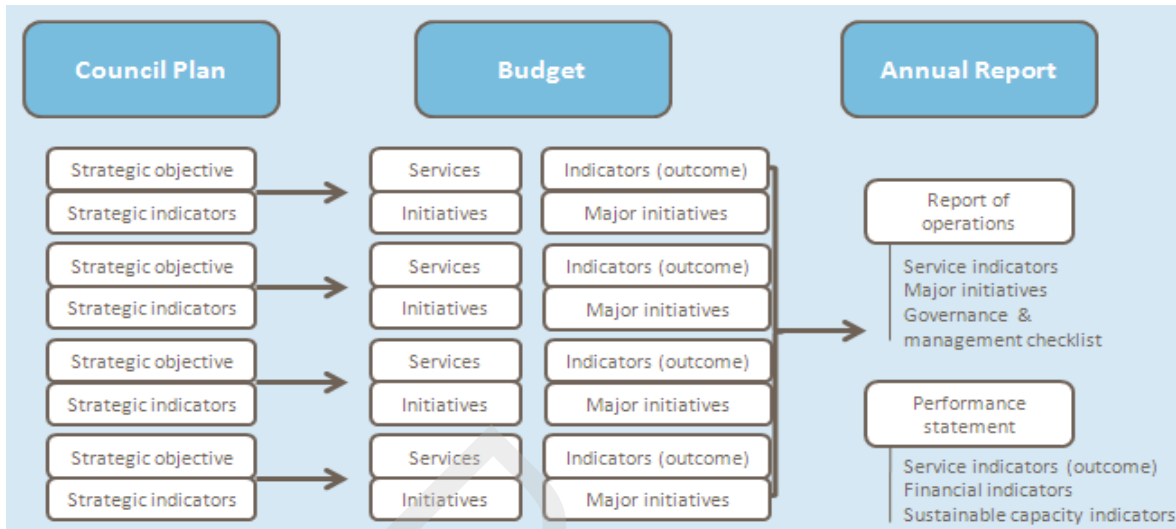 Council Plan
Budget
Annual Report
Strategic objective
Strategic indicators
Services
Initiatives
Indicators (outcome)
Major initiatives
Strategic objective
Strategic indicators
Services
Initiatives
Indicators (outcome)
Major initiatives
Strategic objective
Strategic indicators
Services
Initiatives
Indicators (outcome)
Major initiatives
Strategic objective
Strategic indicators
Services
Initiatives
Indicators (outcome)
Major initiatives
Report of
operations
Service indicators
Major initiatives
Governance &
management checklist
Performance
statement
Service indicators (outcome)
Financial indicators
Sustainable capacity indicators